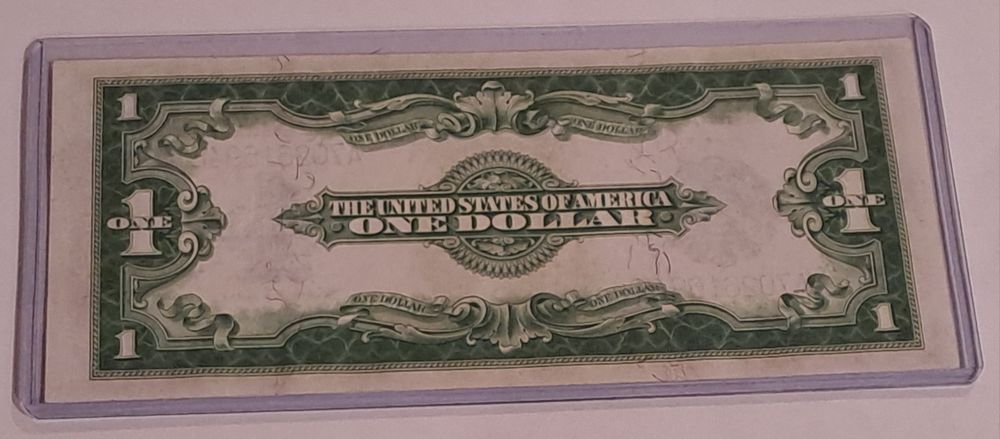 1 1
ONE DOLLAR ONE DOLLAR
1 ONE 1 ONE
THE UNITED STATES OF AMERICA
ONE DOLLAR
ONE DOLLAR ONE DOLLAR
1 1